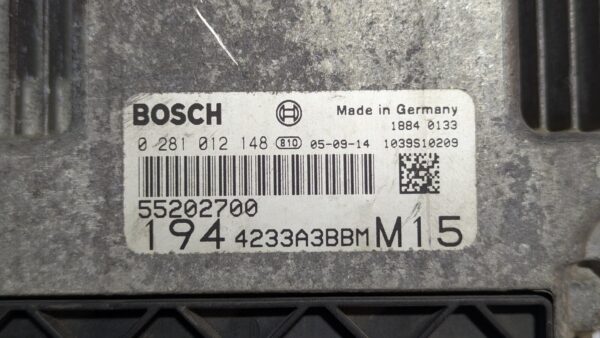 BOSCH Made in Germany
1884 0133
0 281 012 148 810 05-09-14 1039S10209
55202700
194 4233A3BBM M15